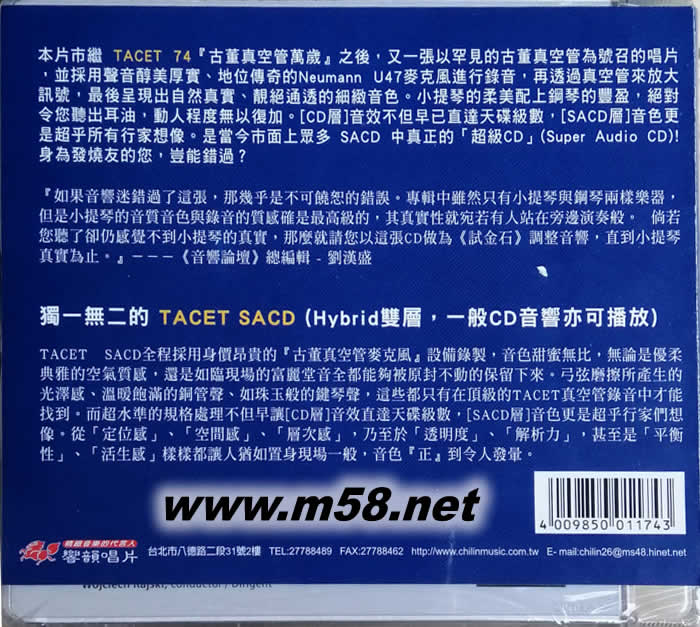 本片市繼 TACET 74『古董真空管萬歲』之後，又一張以罕見的古董真空管為號召的唱片
，並採用聲音醇美厚實、地位傳奇的Neumann U47麥克風進行錄音，再透過真空管來放大
訊號，最後呈現出自然真實、靚絕通透的細緻音色。小提琴的柔美配上鋼琴的豐盈，絕對
令您聽出耳油，動人程度無以復加。[CD層]音效不但早已直達天碟級數，[SACD層]音色更
是超乎所有行家想像。是當今市面上眾多 SACD 中真正的「超級CD」(Super Audio CD)!
身為發燒友的您，豈能錯過？
『如果音響迷錯過了這張，那幾乎是不可饒恕的錯誤。專輯中雖然只有小提琴與鋼琴兩樣樂器，
但是小提琴的音質音色與錄音的質感確是最高級的，其真實性就宛若有人站在旁邊演奏般。 倘若
您聽了卻仍感覺不到小提琴的真實，那麼就請您以這張CD做為《試金石》調整音響，直到小提琴
真實為止。』－－－《音響論壇》總編輯 - 劉漢盛
獨一無二的 TACET SACD (Hybrid雙層，一般CD音響亦可播放)
TACET SACD全程採用身價昂貴的『古董真空管麥克風』設備錄製，音色甜蜜無比，無論是優柔
典雅的空氣質感，還是如臨現場的富麗堂音全都能夠被原封不動的保留下來。弓弦磨擦所產生的
光澤感、溫暖飽滿的銅管聲、如珠玉般的鍵琴聲，這些都只有在頂級的TACET真空管錄音中才能
找到。而超水準的規格處理不但早讓[CD層]音效直達天碟級數，[SACD層]音色更是超乎行家們想
像。從「定位感」、「空間感」、「層次感」，乃至於「透明度」、「解析力」，甚至是「平衡
性」、「活生感」樣樣都讓人猶如置身現場一般，音色『正』到令人發暈。
www.m58.net
4 009850 011743
精緻音樂的代言人
響韻唱片
台北市八德路二段31號2樓 TEL:27788489 FAX:27788462 http://www.chilinmusic.com.tw E-mail:chilin26@ms48.hinet.net
Wojciech Rajski, conductor / Dirigent